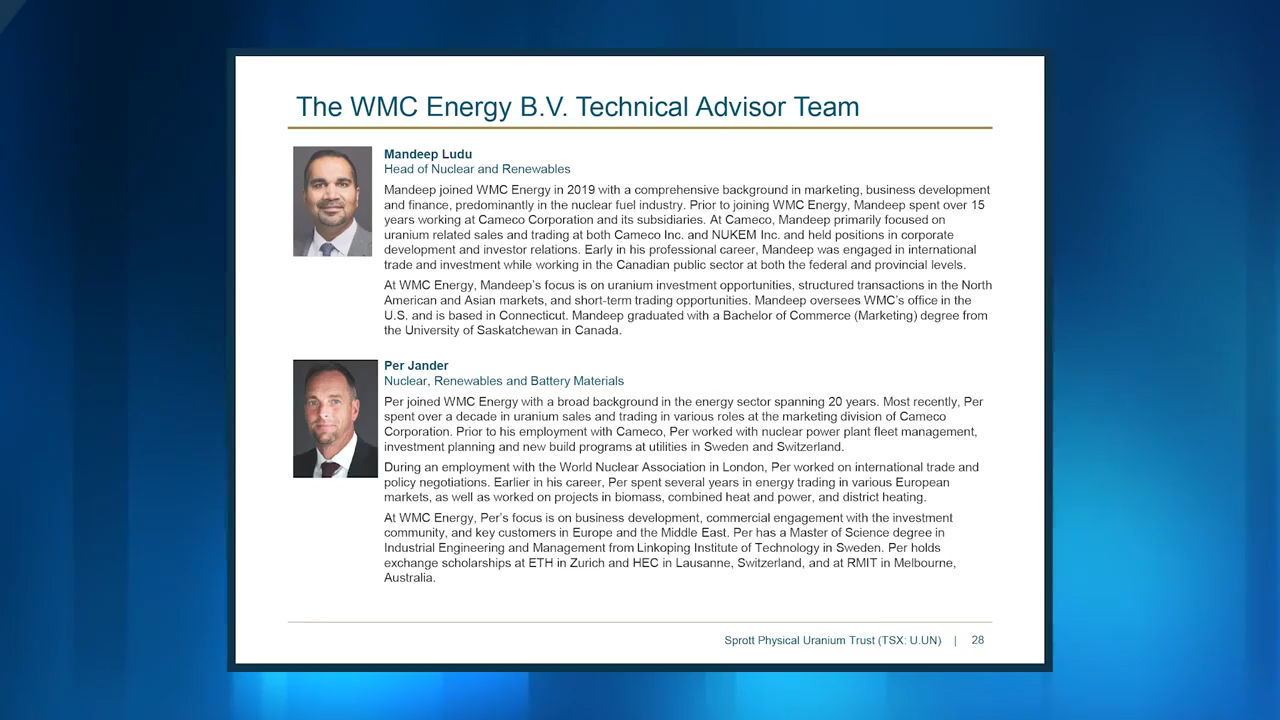 The WMC Energy B.V. Technical Advisor Team
Mandeep Ludu
Head of Nuclear and Renewables
Mandeep joined WMC Energy in 2019 with a comprehensive background in marketing, business development
and finance, predominantly in the nuclear fuel industry. Prior to joining WMC Energy, Mandeep spent over 15
years working at Cameco Corporation and its subsidiaries. At Cameco, Mandeep primarily focused on
uranium related sales and trading at both Cameco Inc. and NUKEM Inc. and held positions in corporate
development and investor relations. Early in his professional career, Mandeep was engaged in international
trade and investment while working in the Canadian public sector at both the federal and provincial levels.
At WMC Energy, Mandeep's focus is on uranium investment opportunities, structured transactions in the North
American and Asian markets, and short-term trading opportunities. Mandeep oversees WMC's office in the
U.S. and is based in Connecticut. Mandeep graduated with a Bachelor of Commerce (Marketing) degree from
the University of Saskatchewan in Canada.
Per Jander
Nuclear, Renewables and Battery Materials
Per joined WMC Energy with a broad background in the energy sector spanning 20 years. Most recently, Per
spent over a decade in uranium sales and trading in various roles at the marketing division of Cameco
Corporation. Prior to his employment with Cameco, Per worked with nuclear power plant fleet management,
investment planning and new build programs at utilities in Sweden and Switzerland.
During an employment with the World Nuclear Association in London, Per worked on international trade and
policy negotiations. Earlier in his career, Per spent several years in energy trading in various European
markets, as well as worked on projects in biomass, combined heat and power, and district heating.
At WMC Energy, Per's focus is on business development, commercial engagement with the investment
community, and key customers in Europe and the Middle East. Per has a Master of Science degree in
Industrial Engineering and Management from Linkoping Institute of Technology in Sweden. Per holds
exchange scholarships at ETH in Zurich and HEC in Lausanne, Switzerland, and at RMIT in Melbourne,
Australia.
Sprott Physical Uranium Trust (TSX: U.UN) | 28